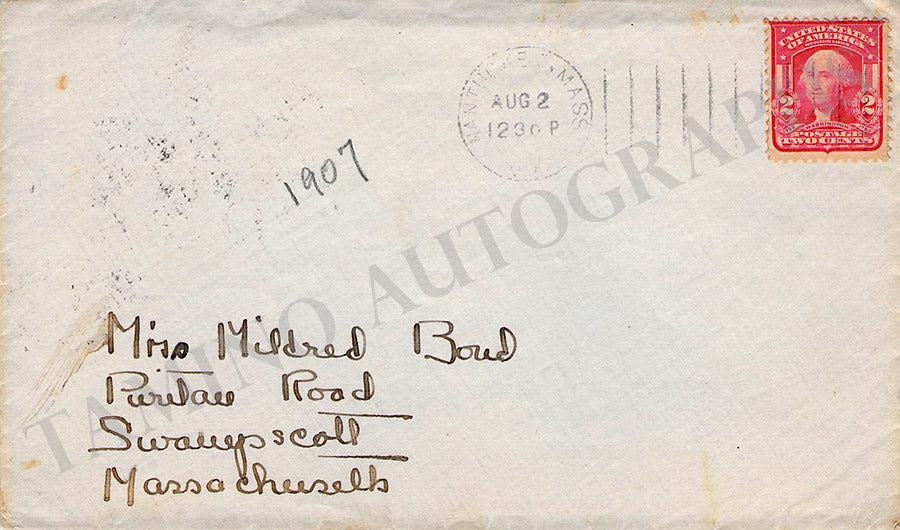 UNITED STATES
OF AMERICA
2 2
WASHINGTON
POSTAGE
TWO CENTS
NANTUCKET, MASS
AUG 2
1230 P
1907
Miss Mildred Bond
Puritan Road
Swampscott
Massachusetts
TAMINO AUTOGRAPHS